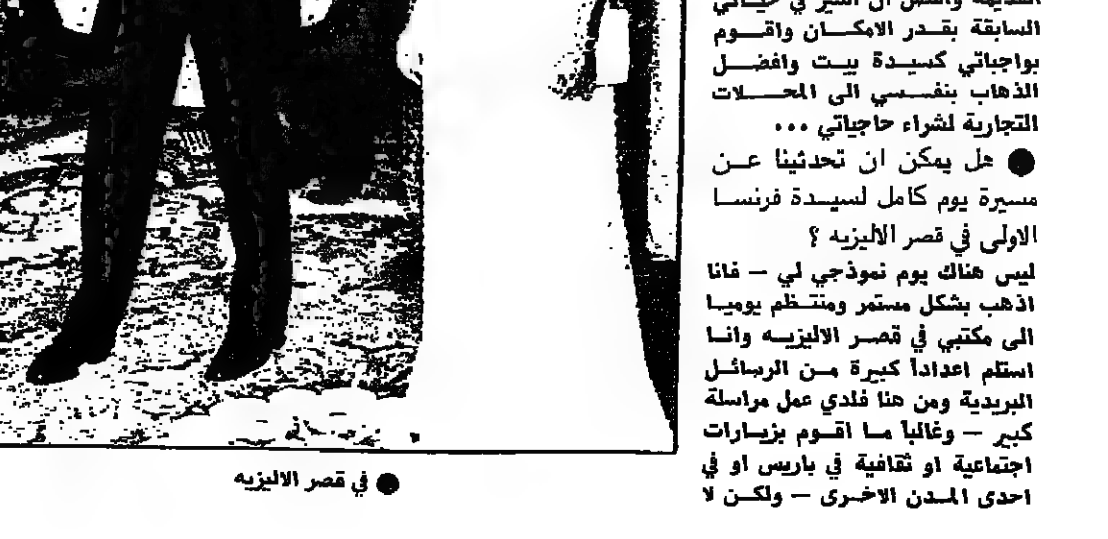 السابقة بقدر الامكان واقوم
بواجباتي كسيدة بيت وافضل
الذهاب بنفسي الى المحلات
التجارية لشراء حاجياتي ...
● هل يمكن ان تحدثينا عن
مسيرة يوم كامل لسيدة فرنسا
الاولى في قصر الاليزيه ؟
ليس هناك يوم نموذجي لي — فانا
اذهب بشكل مستمر ومنتظم يوميا
الى مكتبي في قصر الاليزيه وانا
استلم اعداداً كبيرة من الرسائل
البريدية ومن هنا فلدي عمل مراسلة
كبير — وغالباً ما اقوم بزيارات
اجتماعية او ثقافية في باريس او في
احدى المدن الاخرى — ولكن لا
● في قصر الاليزيه